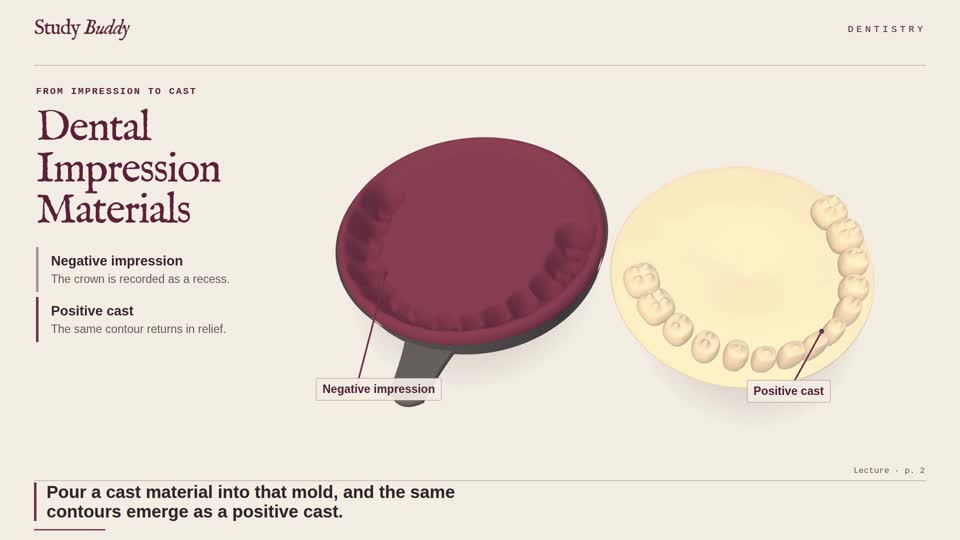 Study Buddy
DENTISTRY
FROM IMPRESSION TO CAST
Dental
Impression
Materials
Negative impression
The crown is recorded as a recess.
Positive cast
The same contour returns in relief.
Negative impression
Positive cast
Lecture · p. 2
Pour a cast material into that mold, and the same
contours emerge as a positive cast.